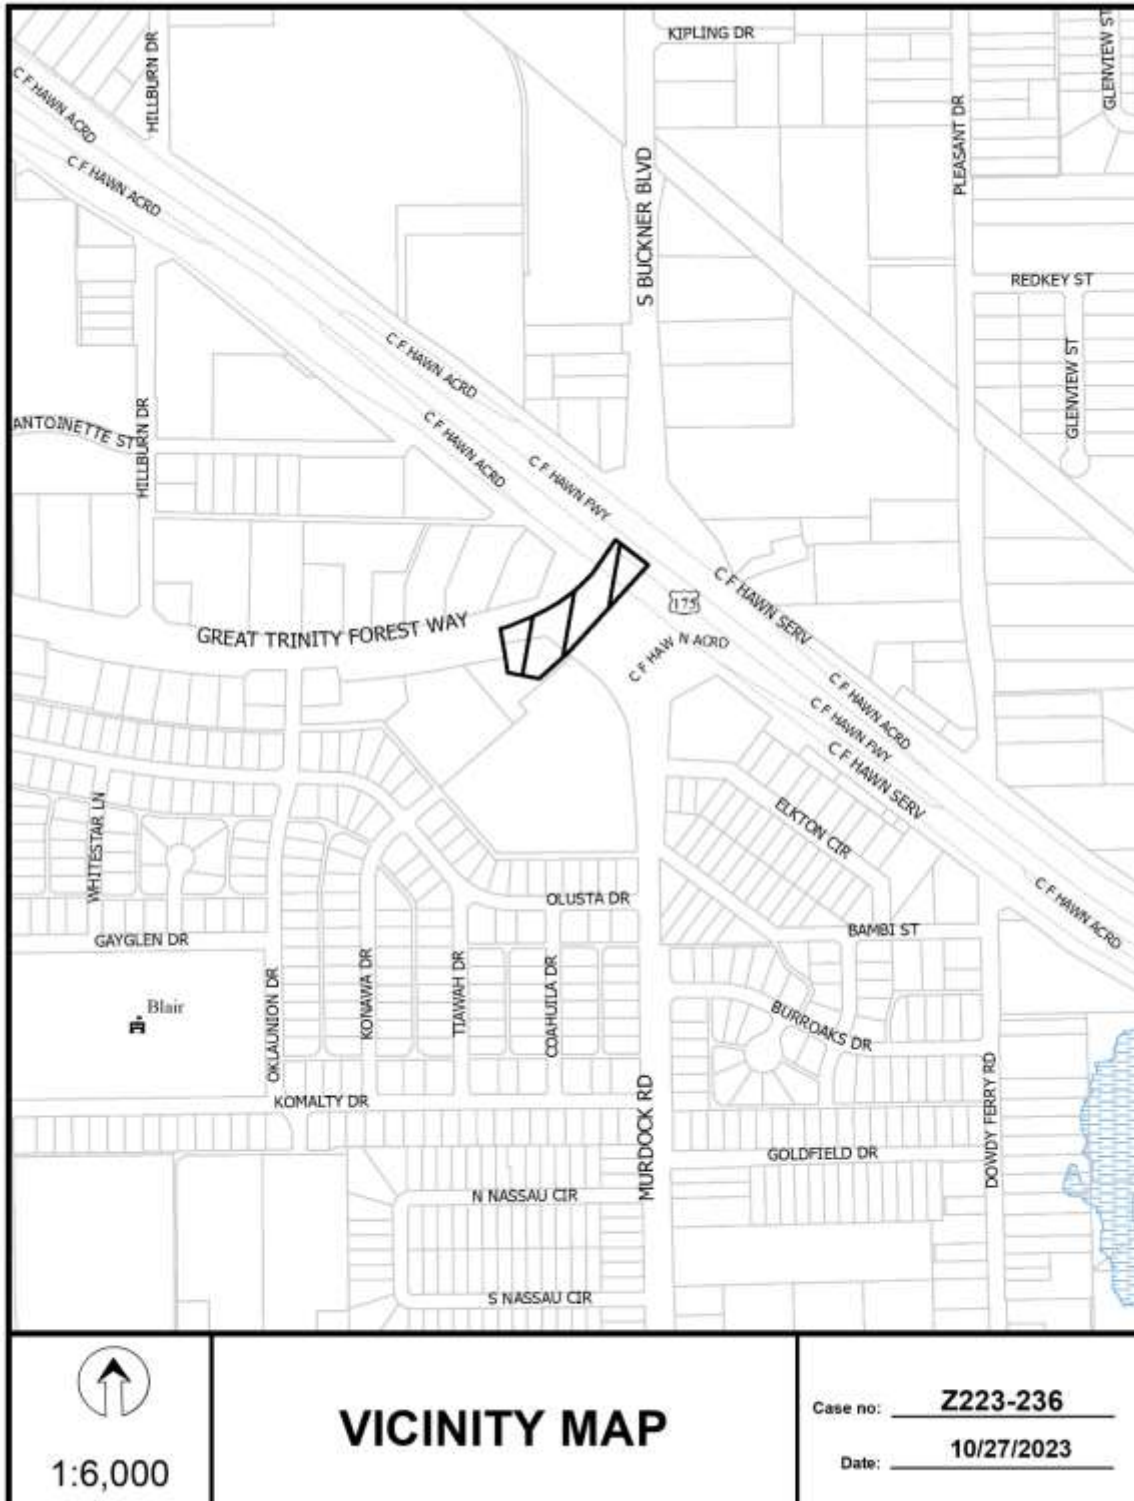 KIPLING DR
GLENVIEW ST
HILLBURN DR
C F HAWN ACRD
C F HAWN ACRD
PLEASANT DR
S BUCKNER BLVD
REDKEY ST
GLENVIEW ST
C F HAWN ACRD
C F HAWN ACRD
ANTOINETTE ST
HILLBURN DR
C F HAWN FWY
C F HAWN SERV
175
GREAT TRINITY FOREST WAY
C F HAW N ACRD
C F HAWN ACRD
C F HAWN FWY
C F HAWN SERV
ELKTON CIR
WHITESTAR LN
OLUSTA DR
C F HAWN ACRD
GAYGLEN DR
BAMBI ST
OKLAUNION DR
KONAWA DR
TIAWAH DR
COAHUILA DR
Blair
BURROAKS DR
KOMALTY DR
MURDOCK RD
DOWDY FERRY RD
GOLDFIELD DR
N NASSAU CIR
S NASSAU CIR
1:6,000
VICINITY MAP
Case no: Z223-236
Date: 10/27/2023